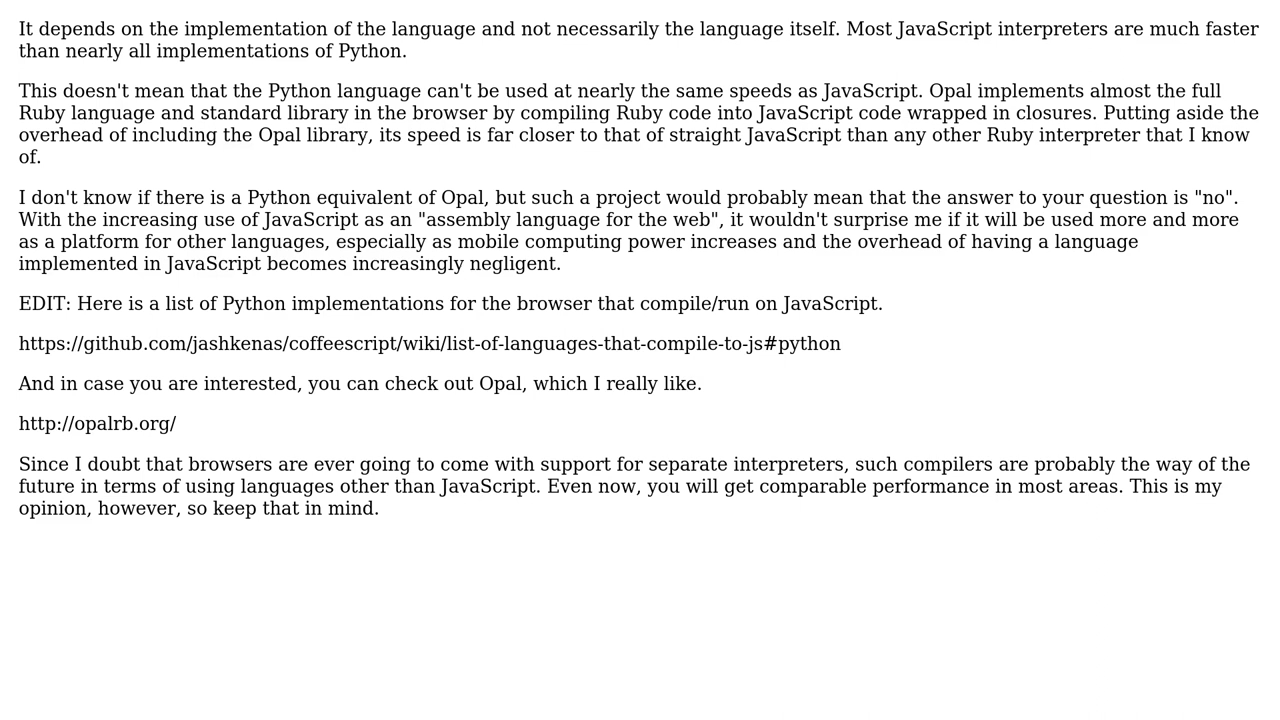 It depends on the implementation of the language and not necessarily the language itself. Most JavaScript interpreters are much faster
than nearly all implementations of Python.
This doesn't mean that the Python language can't be used at nearly the same speeds as JavaScript. Opal implements almost the full
Ruby language and standard library in the browser by compiling Ruby code into JavaScript code wrapped in closures. Putting aside the
overhead of including the Opal library, its speed is far closer to that of straight JavaScript than any other Ruby interpreter that I know
of.
I don't know if there is a Python equivalent of Opal, but such a project would probably mean that the answer to your question is "no".
With the increasing use of JavaScript as an "assembly language for the web", it wouldn't surprise me if it will be used more and more
as a platform for other languages, especially as mobile computing power increases and the overhead of having a language
implemented in JavaScript becomes increasingly negligent.
EDIT: Here is a list of Python implementations for the browser that compile/run on JavaScript.
https://github.com/jashkenas/coffeescript/wiki/list-of-languages-that-compile-to-js#python
And in case you are interested, you can check out Opal, which I really like.
http://opalrb.org/
Since I doubt that browsers are ever going to come with support for separate interpreters, such compilers are probably the way of the
future in terms of using languages other than JavaScript. Even now, you will get comparable performance in most areas. This is my
opinion, however, so keep that in mind.